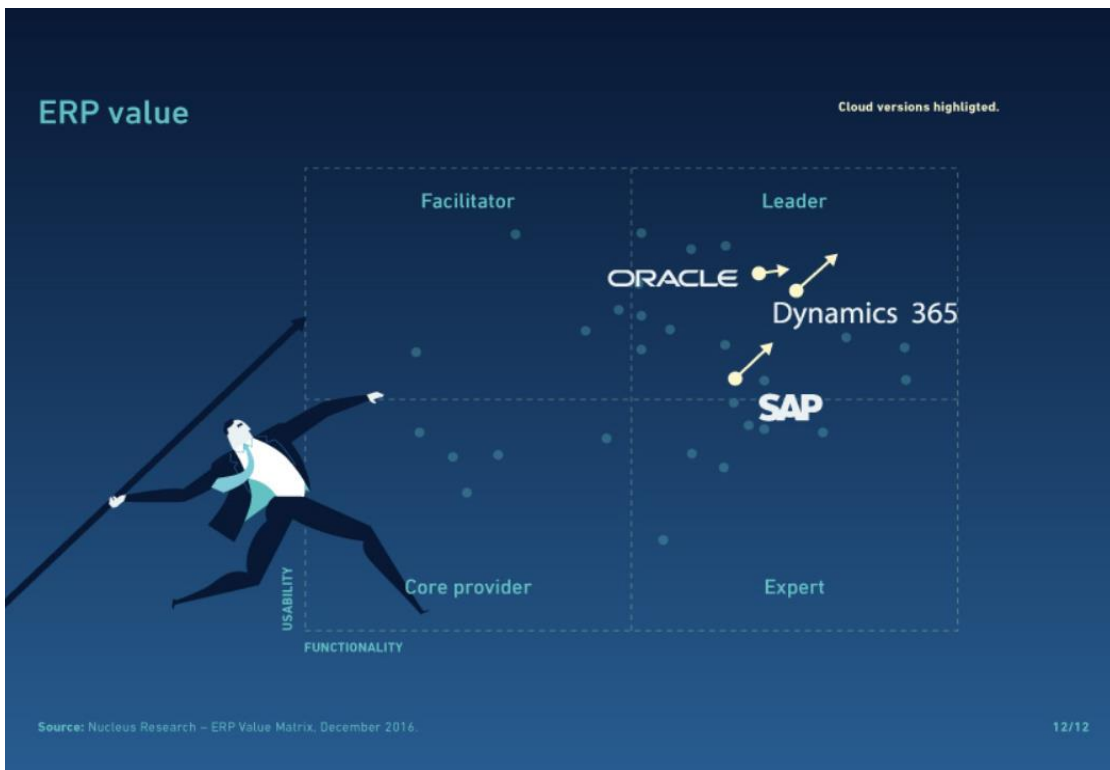 ERP value
Cloud versions highligted.
Facilitator
Leader
ORACLE
Dynamics 365
SAP
Core provider
Expert
USABILITY
FUNCTIONALITY
Source: Nucleus Research – ERP Value Matrix, December 2016.
12/12